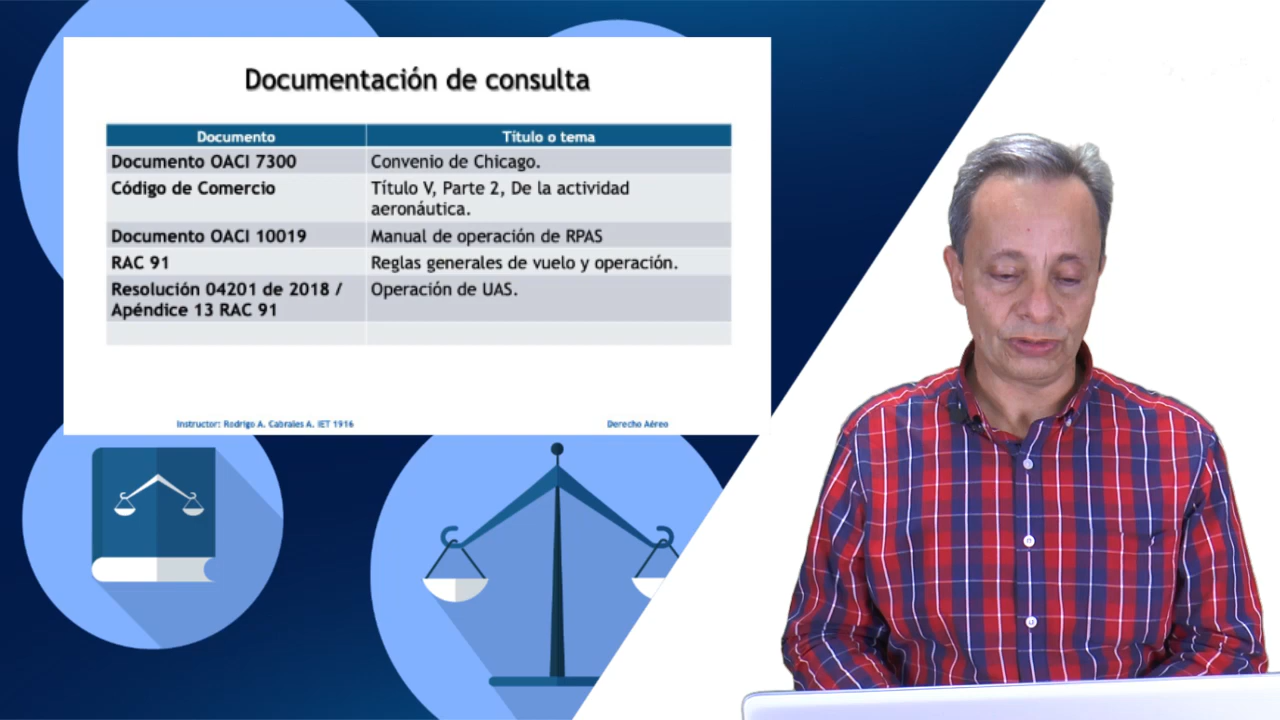 Documentación de consulta
Documento Título o tema
Documento OACI 7300 Convenio de Chicago.
Código de Comercio Título V, Parte 2, De la actividad
aeronáutica.
Documento OACI 10019 Manual de operación de RPAS
RAC 91 Reglas generales de vuelo y operación.
Resolución 04201 de 2018 / Operación de UAS.
Apéndice 13 RAC 91
Instructor: Rodrigo A. Cabrales A. IET 1916 Derecho Aéreo